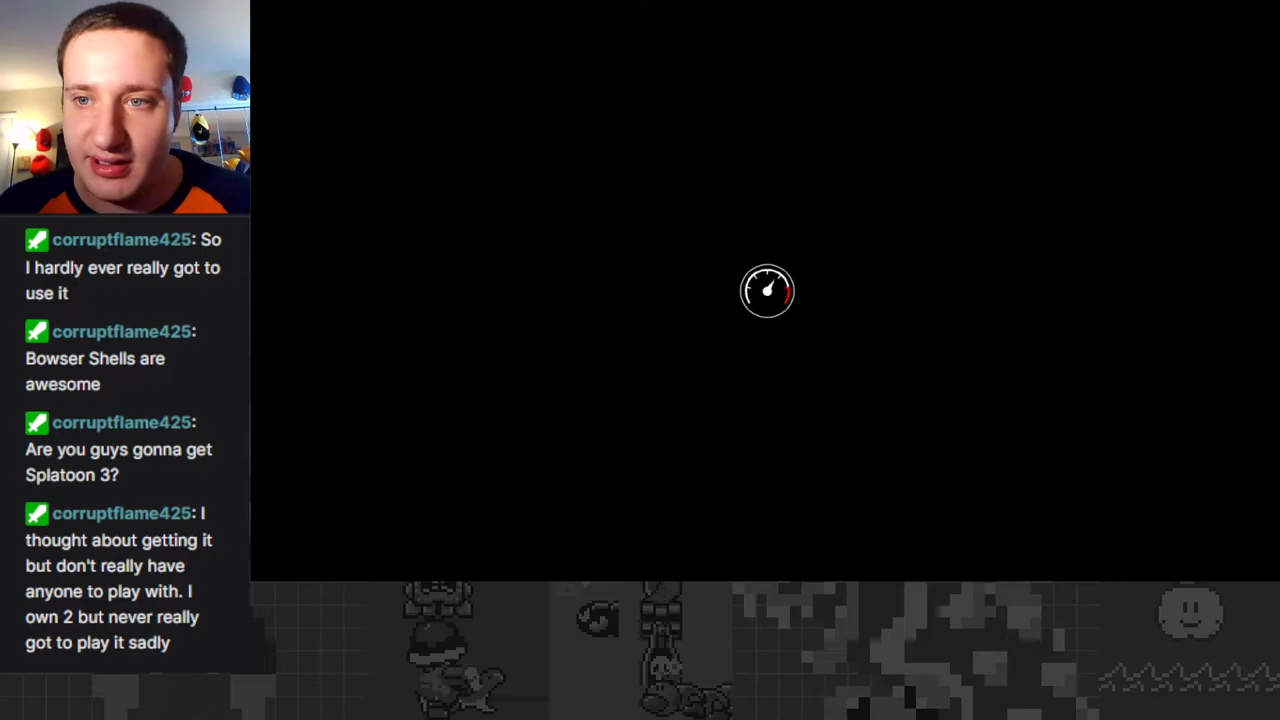 corruptflame425: So
I hardly ever really got to
use it
corruptflame425:
Bowser Shells are
awesome
corruptflame425:
Are you guys gonna get
Splatoon 3?
corruptflame425: I
thought about getting it
but don't really have
anyone to play with. I
own 2 but never really
got to play it sadly